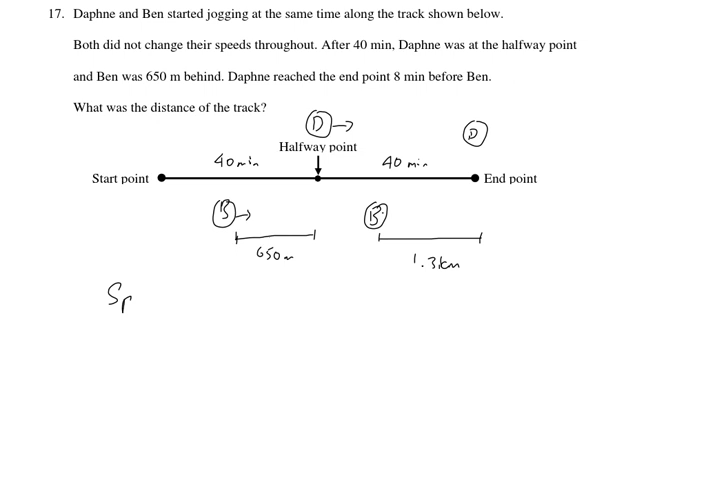 17. Daphne and Ben started jogging at the same time along the track shown below.
Both did not change their speeds throughout. After 40 min, Daphne was at the halfway point
and Ben was 650 m behind. Daphne reached the end point 8 min before Ben.
What was the distance of the track?
D D
Halfway point
40 min 40 min
Start point End point
B B
650 m
1.3km
Sp